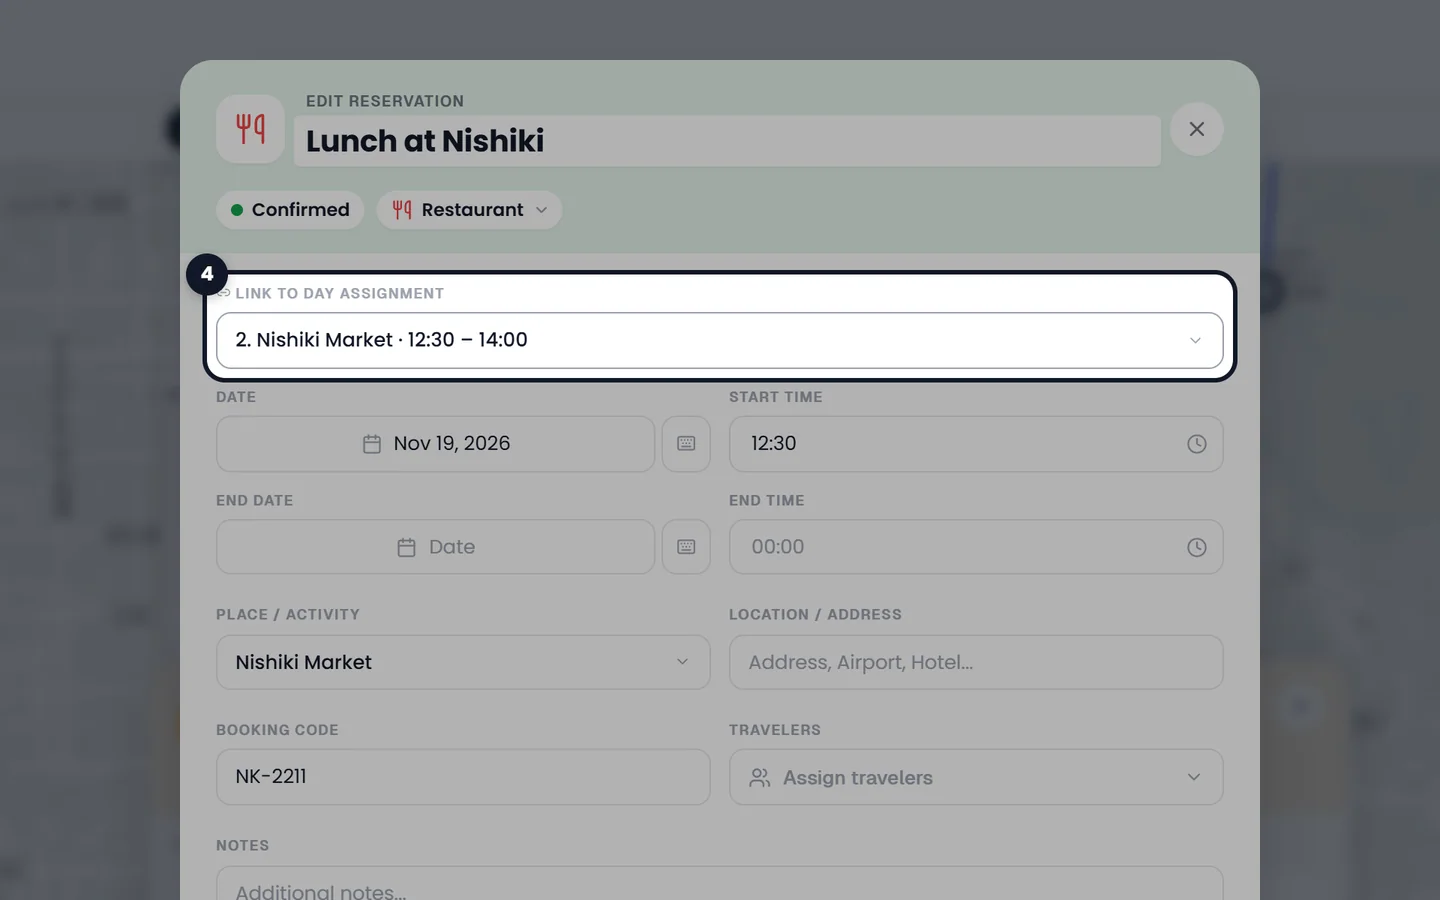 EDIT RESERVATION
Lunch at Nishiki
Confirmed
Restaurant
4
LINK TO DAY ASSIGNMENT
2. Nishiki Market · 12:30 – 14:00
DATE
START TIME
Nov 19, 2026
12:30
END DATE
END TIME
Date
00:00
PLACE / ACTIVITY
LOCATION / ADDRESS
Nishiki Market
Address, Airport, Hotel...
BOOKING CODE
TRAVELERS
NK-2211
Assign travelers
NOTES
Additional notes...